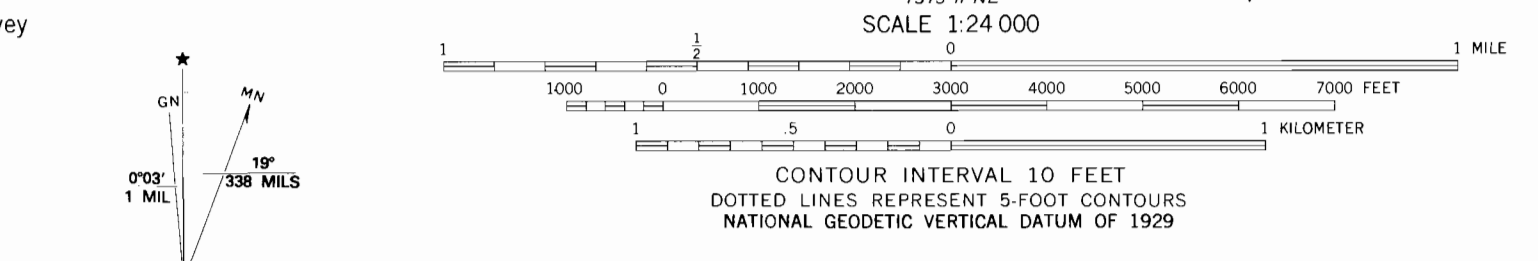 SCALE 1:24 000
1 ½ 0 1 MILE
1000 0 1000 2000 3000 4000 5000 6000 7000 FEET
1 .5 0 1 KILOMETER
CONTOUR INTERVAL 10 FEET
DOTTED LINES REPRESENT 5-FOOT CONTOURS
NATIONAL GEODETIC VERTICAL DATUM OF 1929
★
GN
MN
0°03′
1 MIL
19°
338 MILS